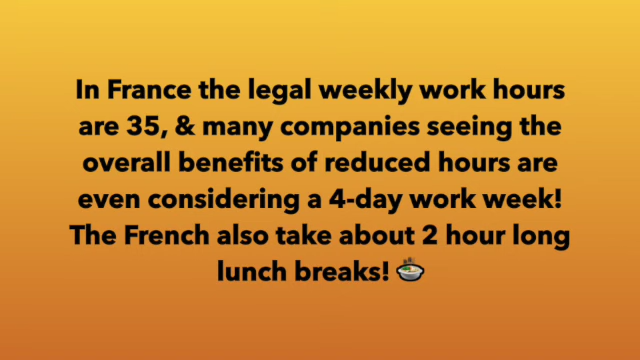 In France the legal weekly work hours
are 35, & many companies seeing the
overall benefits of reduced hours are
even considering a 4-day work week!
The French also take about 2 hour long
lunch breaks! 🍲